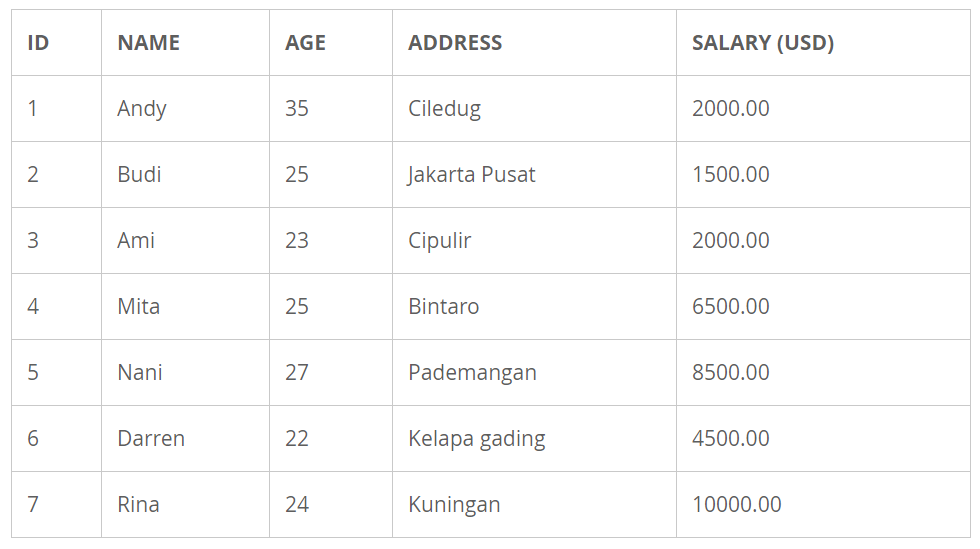 ID NAME AGE ADDRESS SALARY (USD)
1 Andy 35 Ciledug 2000.00
2 Budi 25 Jakarta Pusat 1500.00
3 Ami 23 Cipulir 2000.00
4 Mita 25 Bintaro 6500.00
5 Nani 27 Pademangan 8500.00
6 Darren 22 Kelapa gading 4500.00
7 Rina 24 Kuningan 10000.00